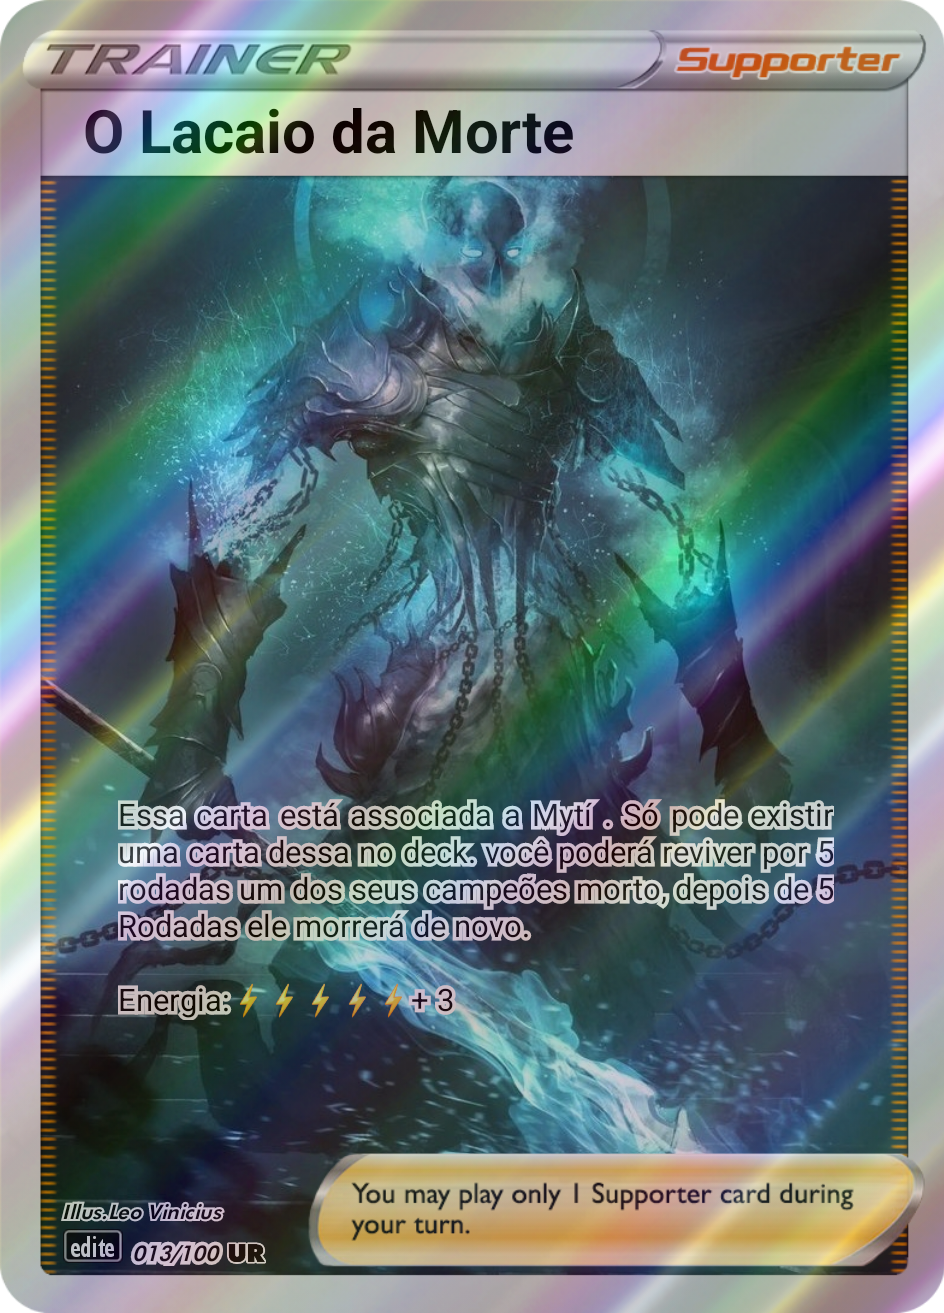 TRAINER
Supporter
O Lacaio da Morte
Essa carta está associada a Mytí . Só pode existir
uma carta dessa no deck. você poderá reviver por 5
rodadas um dos seus campeões morto, depois de 5
Rodadas ele morrerá de novo.
Energia: ⚡ ⚡ ⚡ ⚡ ⚡ + 3
You may play only 1 Supporter card during
your turn.
Illus.Leo Vinicius
edite 013/100 UR